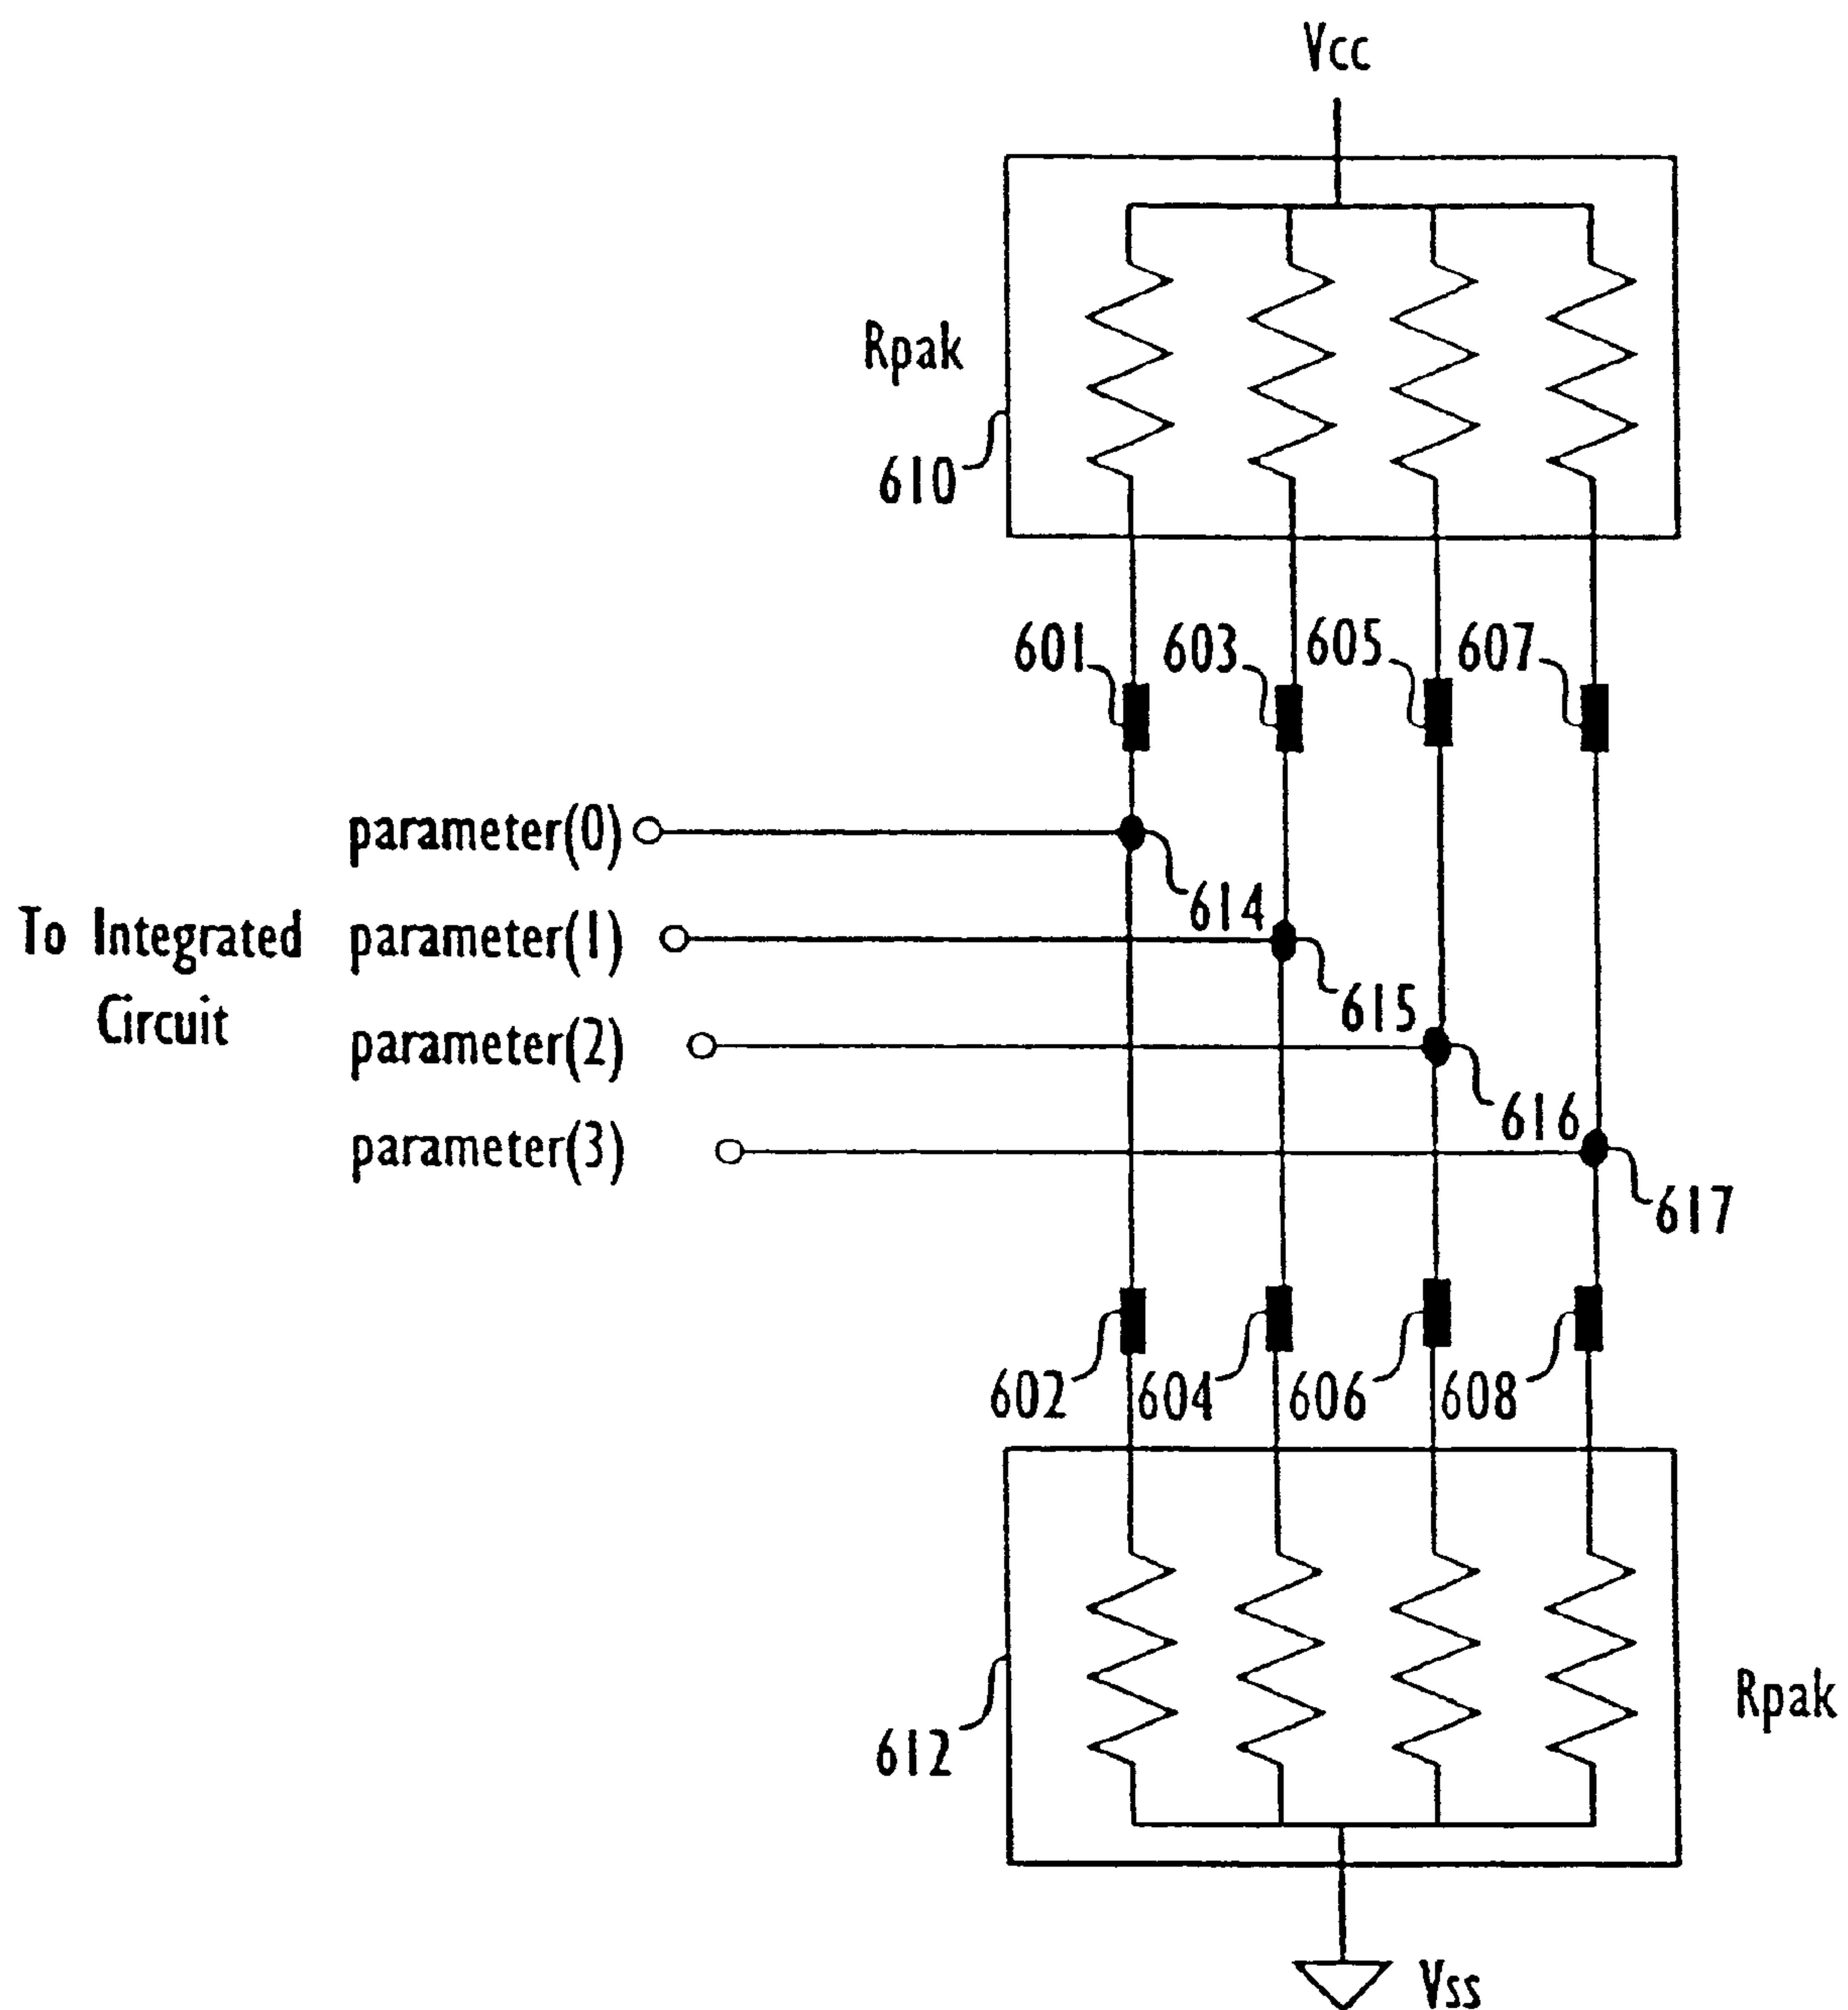 Vcc
Rpak
610
601
603
605
607
parameter(0)
614
To Integrated
Circuit
parameter(1)
615
parameter(2)
616
parameter(3)
617
602
604
606
608
612
Rpak
Vss